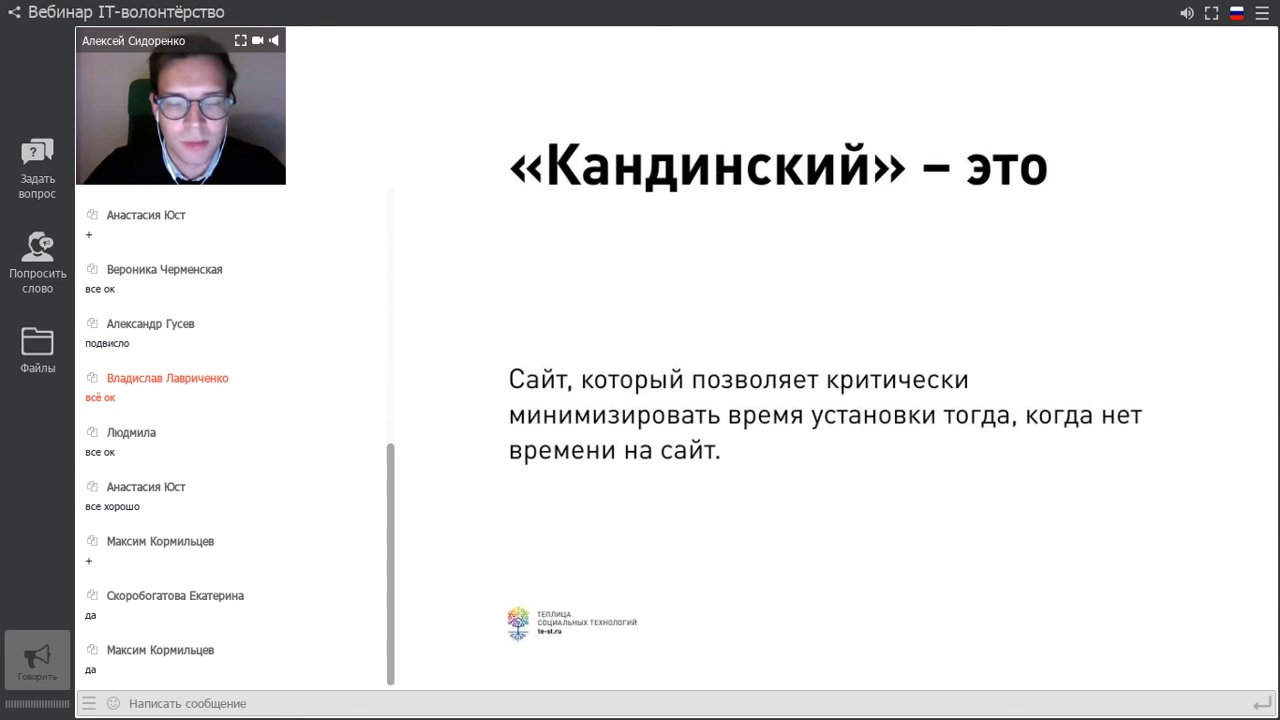 Вебинар IT-волонтёрство
Алексей Сидоренко
Задать
вопрос
Попросить
слово
Файлы
Говорить
Анастасия Юст
+
Вероника Черменская
все ок
Александр Гусев
подвисло
Владислав Лавриченко
всё ок
Людмила
все ок
Анастасия Юст
все хорошо
Максим Кормильцев
+
Скоробогатова Екатерина
да
Максим Кормильцев
да
Написать сообщение
«Кандинский» – это
Сайт, который позволяет критически
минимизировать время установки тогда, когда нет
времени на сайт.
ТЕПЛИЦА
СОЦИАЛЬНЫХ ТЕХНОЛОГИЙ
te-st.ru